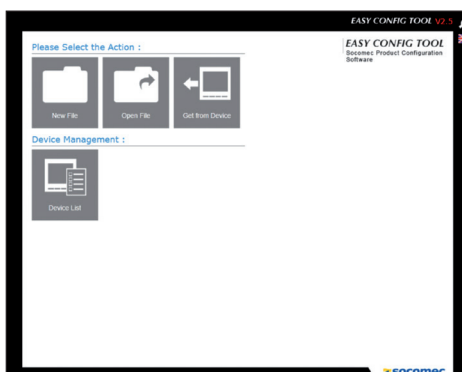 EASY CONFIG TOOL V2.5
Please Select the Action :
New File
Open File
Get from Device
Device Management :
Device List
EASY CONFIG TOOL
Socomec Product Configuration
Software
socomec